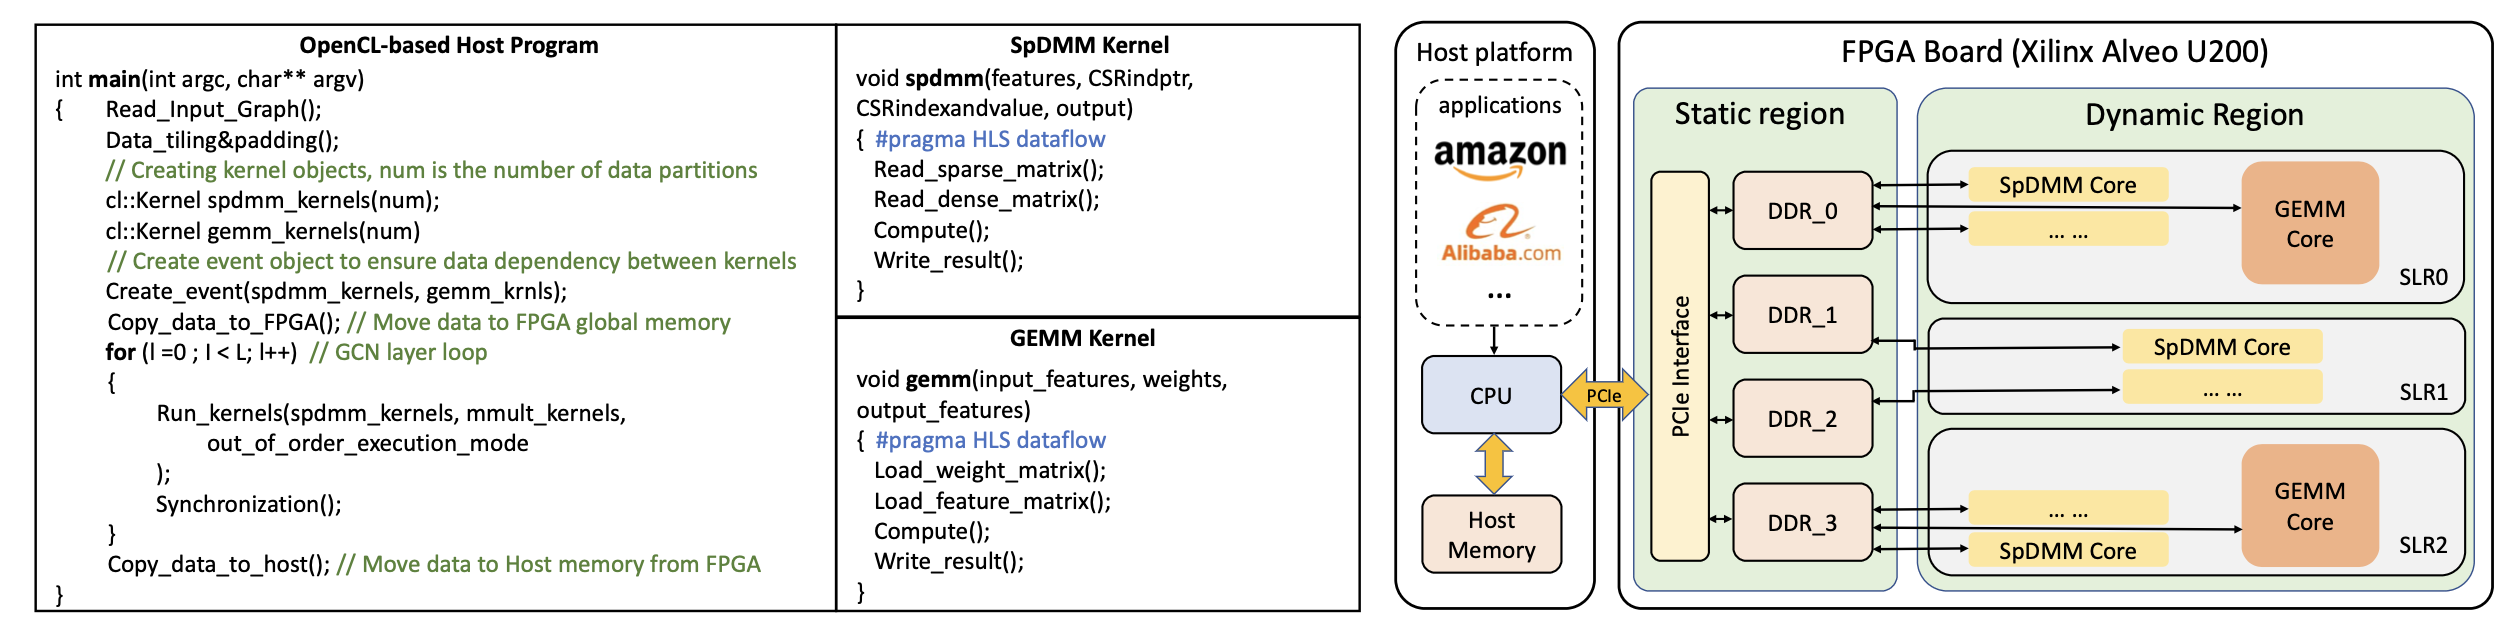 OpenCL-based Host Program
int main(int argc, char** argv)
{ Read_Input_Graph();
Data_tiling&padding();
// Creating kernel objects, num is the number of data partitions
cl::Kernel spdmm_kernels(num);
cl::Kernel gemm_kernels(num)
// Create event object to ensure data dependency between kernels
Create_event(spdmm_kernels, gemm_krnls);
Copy_data_to_FPGA(); // Move data to FPGA global memory
for (l =0 ; l < L; l++) // GCN layer loop
{
Run_kernels(spdmm_kernels, mmult_kernels,
out_of_order_execution_mode
);
Synchronization();
}
Copy_data_to_host(); // Move data to Host memory from FPGA
}
SpDMM Kernel
void spdmm(features, CSRindptr,
CSRindexandvalue, output)
{ #pragma HLS dataflow
Read_sparse_matrix();
Read_dense_matrix();
Compute();
Write_result();
}
GEMM Kernel
void gemm(input_features, weights,
output_features)
{ #pragma HLS dataflow
Load_weight_matrix();
Load_feature_matrix();
Compute();
Write_result();
}
Host platform
applications
amazon
Alibaba.com
...
CPU
Host
Memory
PCIe
FPGA Board (Xilinx Alveo U200)
Static region
PCIe Interface
DDR_0
DDR_1
DDR_2
DDR_3
Dynamic Region
SpDMM Core
... ...
GEMM
Core
SLR0
SpDMM Core
... ...
SLR1
... ...
SpDMM Core
GEMM
Core
SLR2